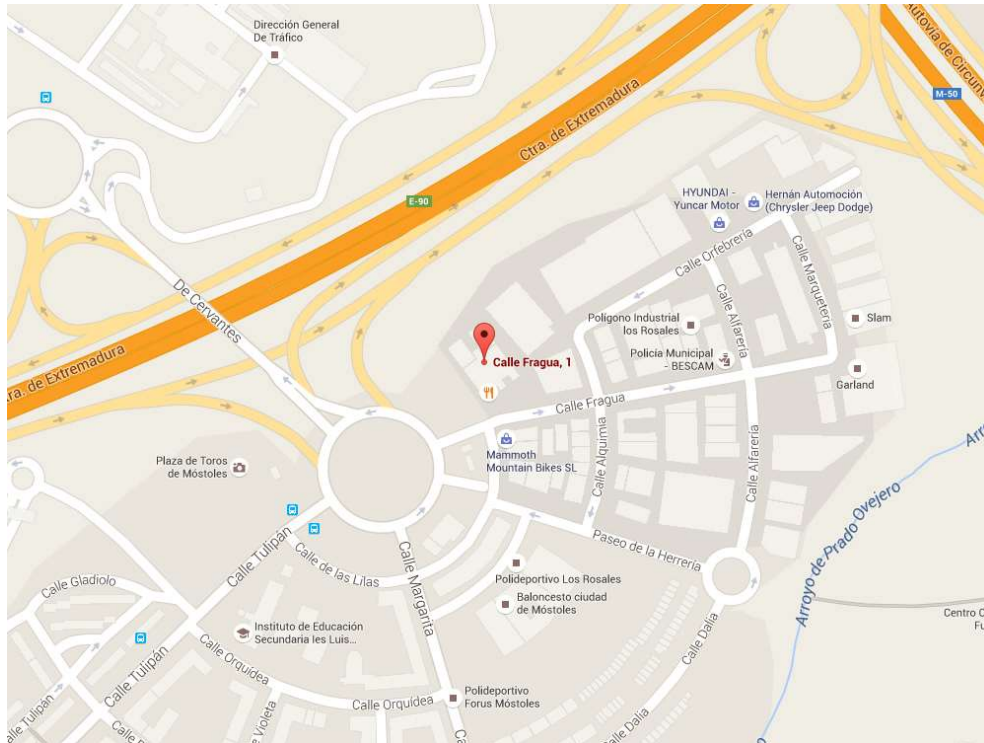 Dirección General
De Tráfico
Autovia de Circunv
M-50
Ctra. de Extremadura
E-90
HYUNDAI -
Yuncar Motor
Hernán Automoción
(Chrysler Jeep Dodge)
Calle Orfebrería
Calle Marquetería
Calle Alfarería
De Cervantes
Polígono Industrial
los Rosales
Slam
Policía Municipal
- BESCAM
Calle Fragua, 1
Garland
Ctra. de Extremadura
Calle Fragua
Mammoth
Mountain Bikes SL
Calle Alquimia
Calle Alfarería
Plaza de Toros
de Móstoles
Arro
Arroyo de Prado Ovejero
Paseo de la Herrería
Calle Tulipán
Calle de las Lilas
Calle Margarita
Calle Gladiolo
Polideportivo Los Rosales
Baloncesto ciudad
de Móstoles
Centro C
Fu
Instituto de Educación
Secundaria Ies Luis...
Calle Dalia
Calle Orquídea
Calle Tulipán
Polideportivo
Forus Móstoles
Calle Orquídea
Violeta
Calle Dalia
Tulipán